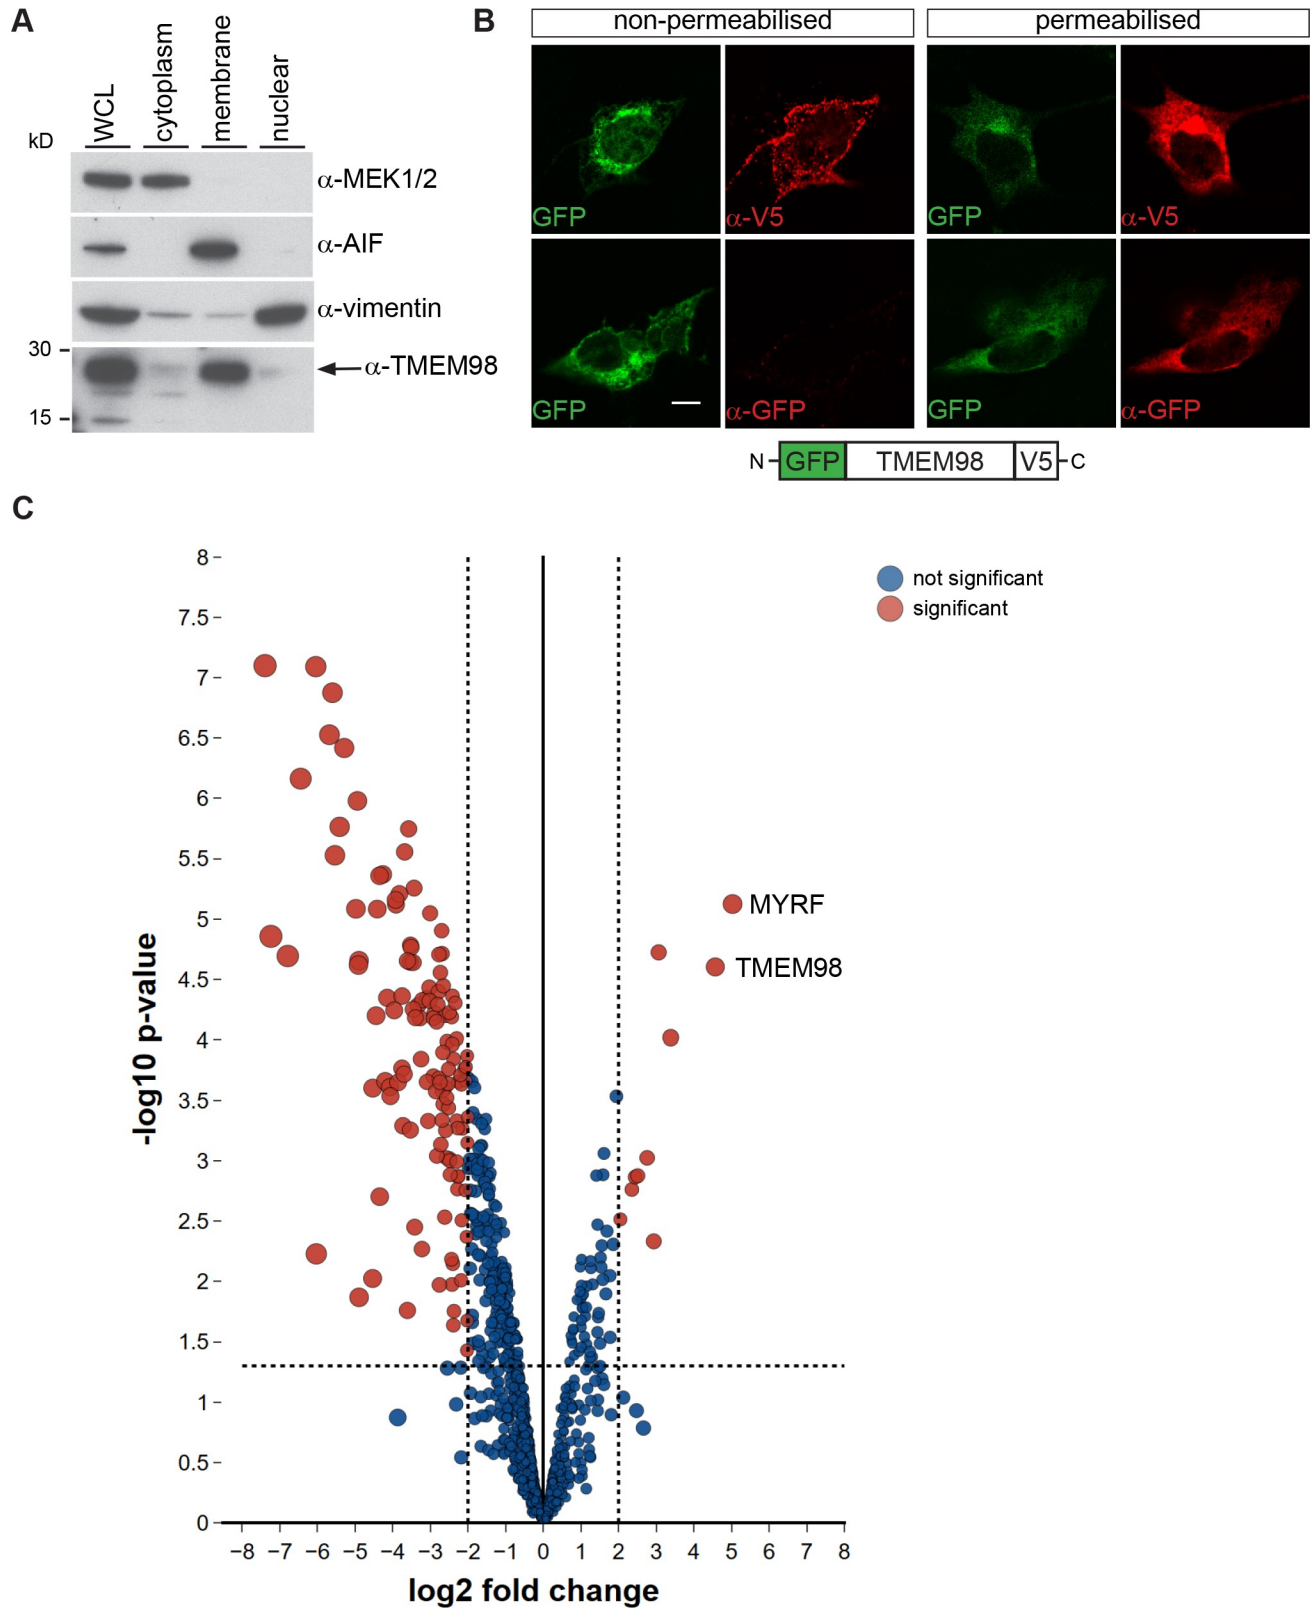 A
WCL
cytoplasm
membrane
nuclear
kD
α-MEK1/2
α-AIF
α-vimentin
30
α-TMEM98
15
B
non-permeabilised
permeabilised
GFP
α-V5
GFP
α-V5
GFP
α-GFP
GFP
α-GFP
N
GFP
TMEM98
V5
C
C
8
7.5
7
6.5
6
5.5
5
4.5
4
3.5
3
2.5
2
1.5
1
0.5
0
-log10 p-value
not significant
significant
MYRF
TMEM98
−8 −7 −6 −5 −4 −3 −2 −1 0 1 2 3 4 5 6 7 8
log2 fold change